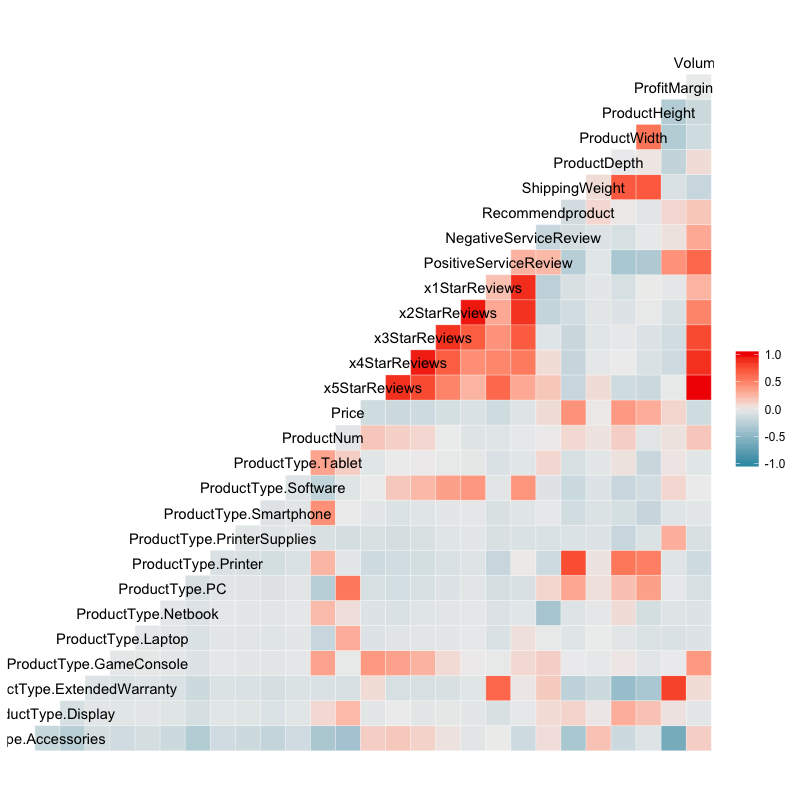 Volum
ProfitMargin
ProductHeight
ProductWidth
ProductDepth
ShippingWeight
Recommendproduct
NegativeServiceReview
PositiveServiceReview
x1StarReviews
x2StarReviews
x3StarReviews
x4StarReviews
x5StarReviews
Price
ProductNum
ProductType.Tablet
ProductType.Software
ProductType.Smartphone
ProductType.PrinterSupplies
ProductType.Printer
ProductType.PC
ProductType.Netbook
ProductType.Laptop
ProductType.GameConsole
ctType.ExtendedWarranty
ductType.Display
pe.Accessories
1.0
0.5
0.0
-0.5
-1.0